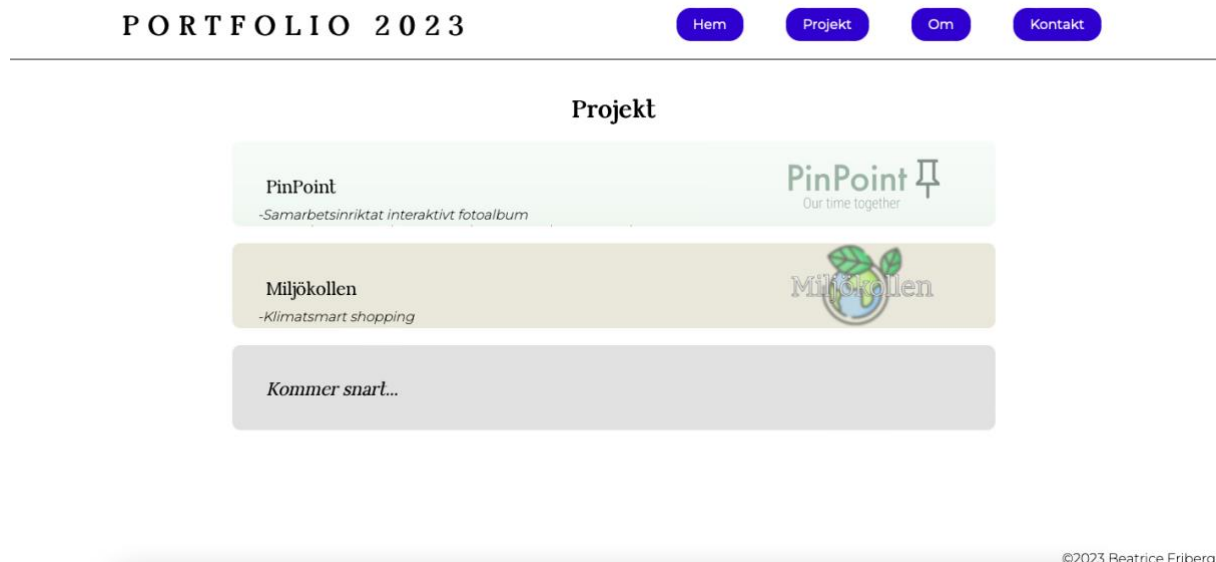 PORTFOLIO 2023
Hem
Projekt
Om
Kontakt
Projekt
PinPoint
-Samarbetsinriktat interaktivt fotoalbum
PinPoint
Our time together
Miljökollen
-Klimatsmart shopping
Miljökollen
Kommer snart...
©2023 Beatrice Friberg